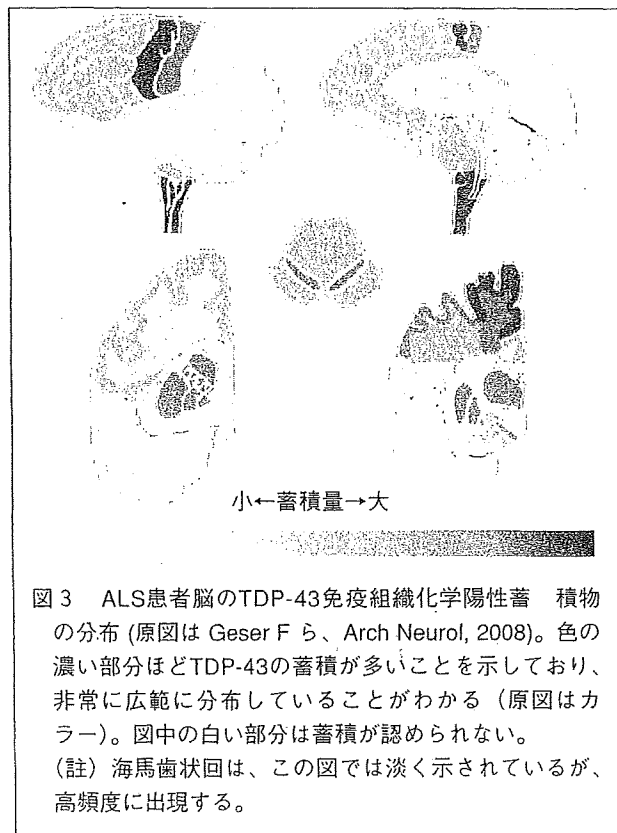 小←蓄積量→大
図3 ALS患者脳のTDP-43免疫組織化学陽性蓄 積物
の分布 (原図は Geser F ら、Arch Neurol, 2008)。色の
濃い部分ほどTDP-43の蓄積が多いことを示しており、
非常に広範に分布していることがわかる(原図はカ
ラー)。図中の白い部分は蓄積が認められない。
(註)海馬歯状回は、この図では淡く示されているが、
高頻度に出現する。